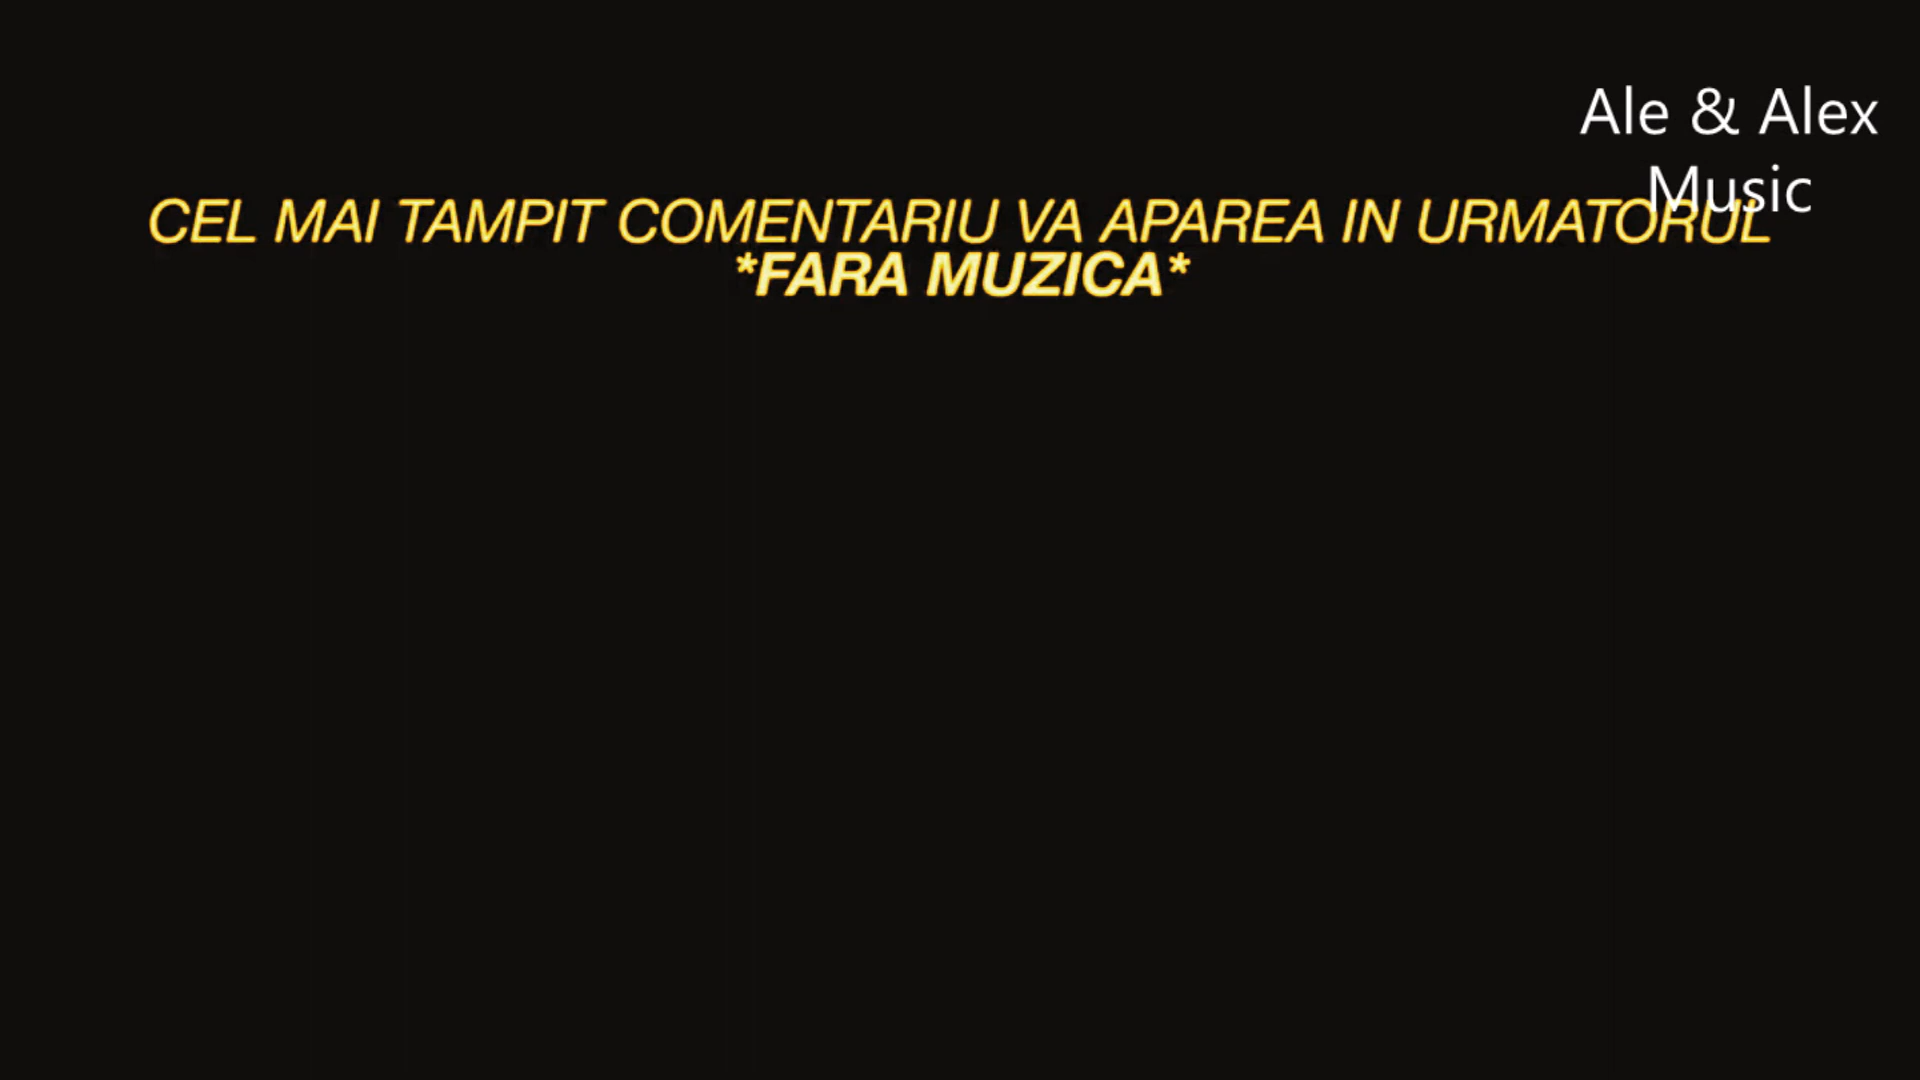 Ale & Alex
Music
CEL MAI TAMPIT COMENTARIU VA APAREA IN URMATORUL
*FARA MUZICA*